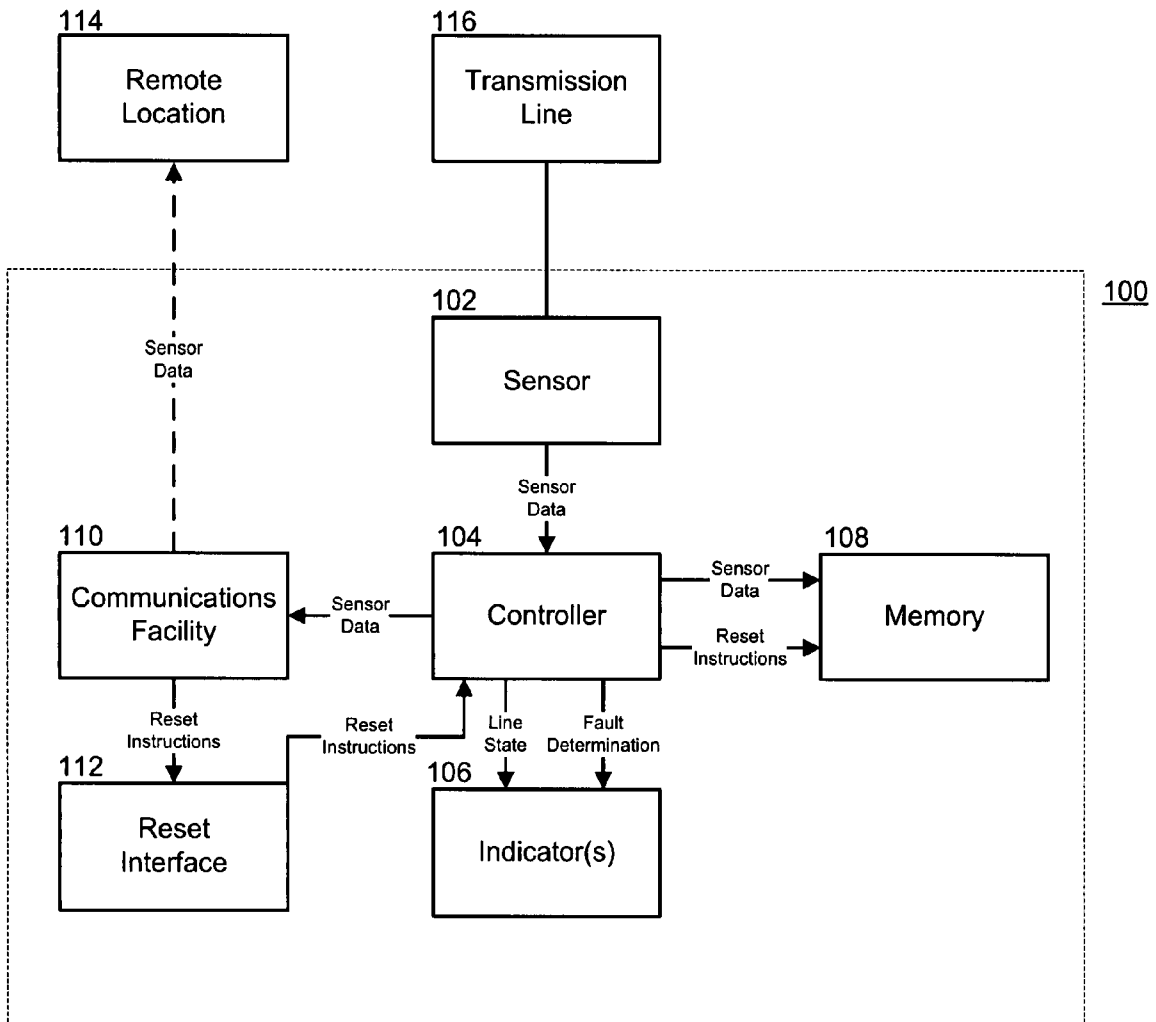 114
Remote
Location
116
Transmission
Line
100
102
Sensor
Sensor
Data
Sensor
Data
110
Communications
Facility
Sensor
Data
104
Controller
Sensor
Data
Reset
Instructions
108
Memory
Reset
Instructions
Reset
Instructions
Line
State
Fault
Determination
112
Reset
Interface
106
Indicator(s)